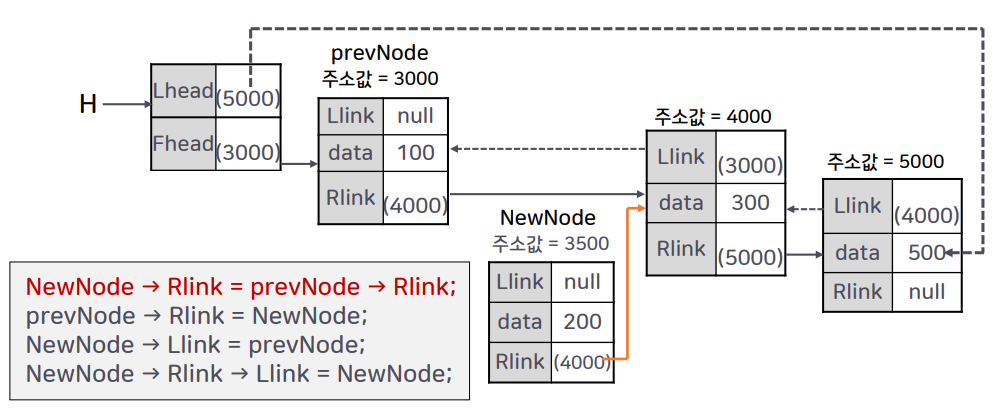 H
Lhead (5000)
Fhead (3000)
prevNode
주소값 = 3000
Llink null
data 100
Rlink (4000)
주소값 = 4000
Llink (3000)
data 300
Rlink (5000)
주소값 = 5000
Llink (4000)
data 500
Rlink null
NewNode
주소값 = 3500
Llink null
data 200
Rlink (4000)
NewNode → Rlink = prevNode → Rlink;
prevNode → Rlink = NewNode;
NewNode → Llink = prevNode;
NewNode → Rlink → Llink = NewNode;